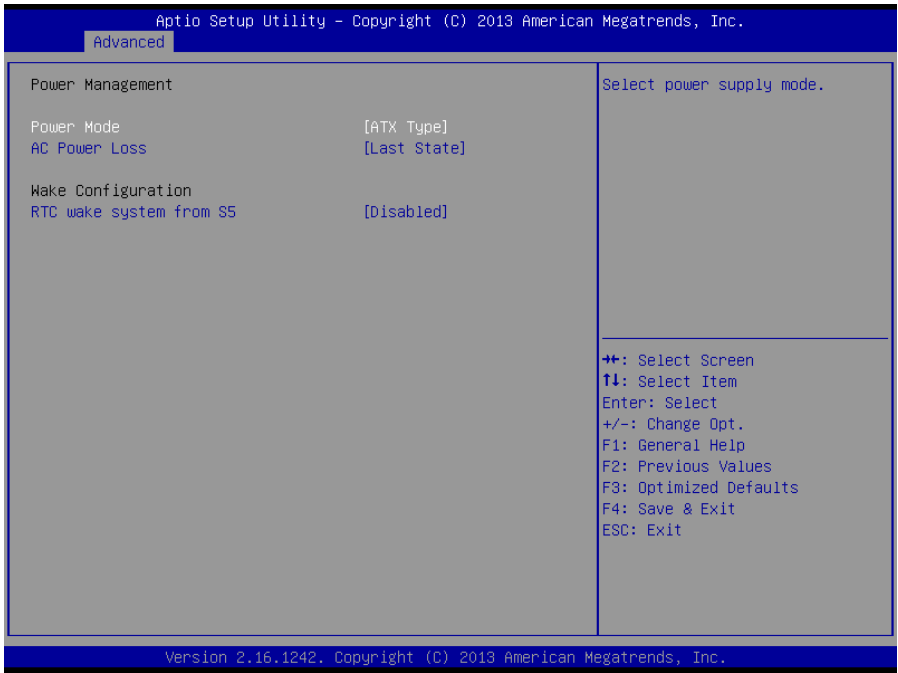 Aptio Setup Utility – Copyright (C) 2013 American Megatrends, Inc.
Advanced
Power Management
Power Mode [ATX Type]
AC Power Loss [Last State]
Wake Configuration
RTC wake system from S5 [Disabled]
Select power supply mode.
→←: Select Screen
↑↓: Select Item
Enter: Select
+/-: Change Opt.
F1: General Help
F2: Previous Values
F3: Optimized Defaults
F4: Save & Exit
ESC: Exit
Version 2.16.1242. Copyright (C) 2013 American Megatrends, Inc.